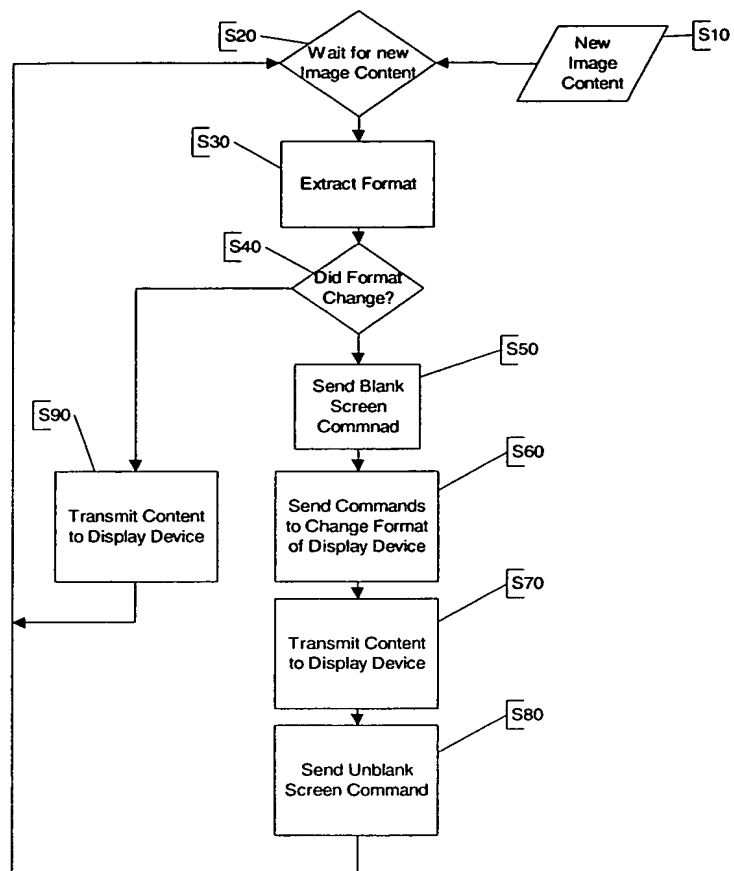 S20
Wait for new
Image Content
New
Image
Content
S10
S30
Extract Format
S40
Did Format
Change?
S50
Send Blank
Screen
Commnad
S90
Transmit Content
to Display Device
S60
Send Commands
to Change Format
of Display Device
S70
Transmit Content
to Display Device
S80
Send Unblank
Screen Command